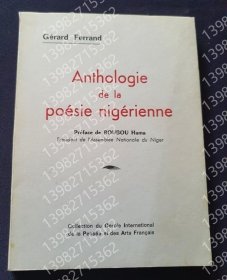 Gérard Ferrand
Anthologie
de la
poésie nigérienne
Préface de BOUBOU Hama
Président de l'Assemblée Nationale du Niger
Collection du Cercle International
de la Pensée et des Arts Français
13982715362